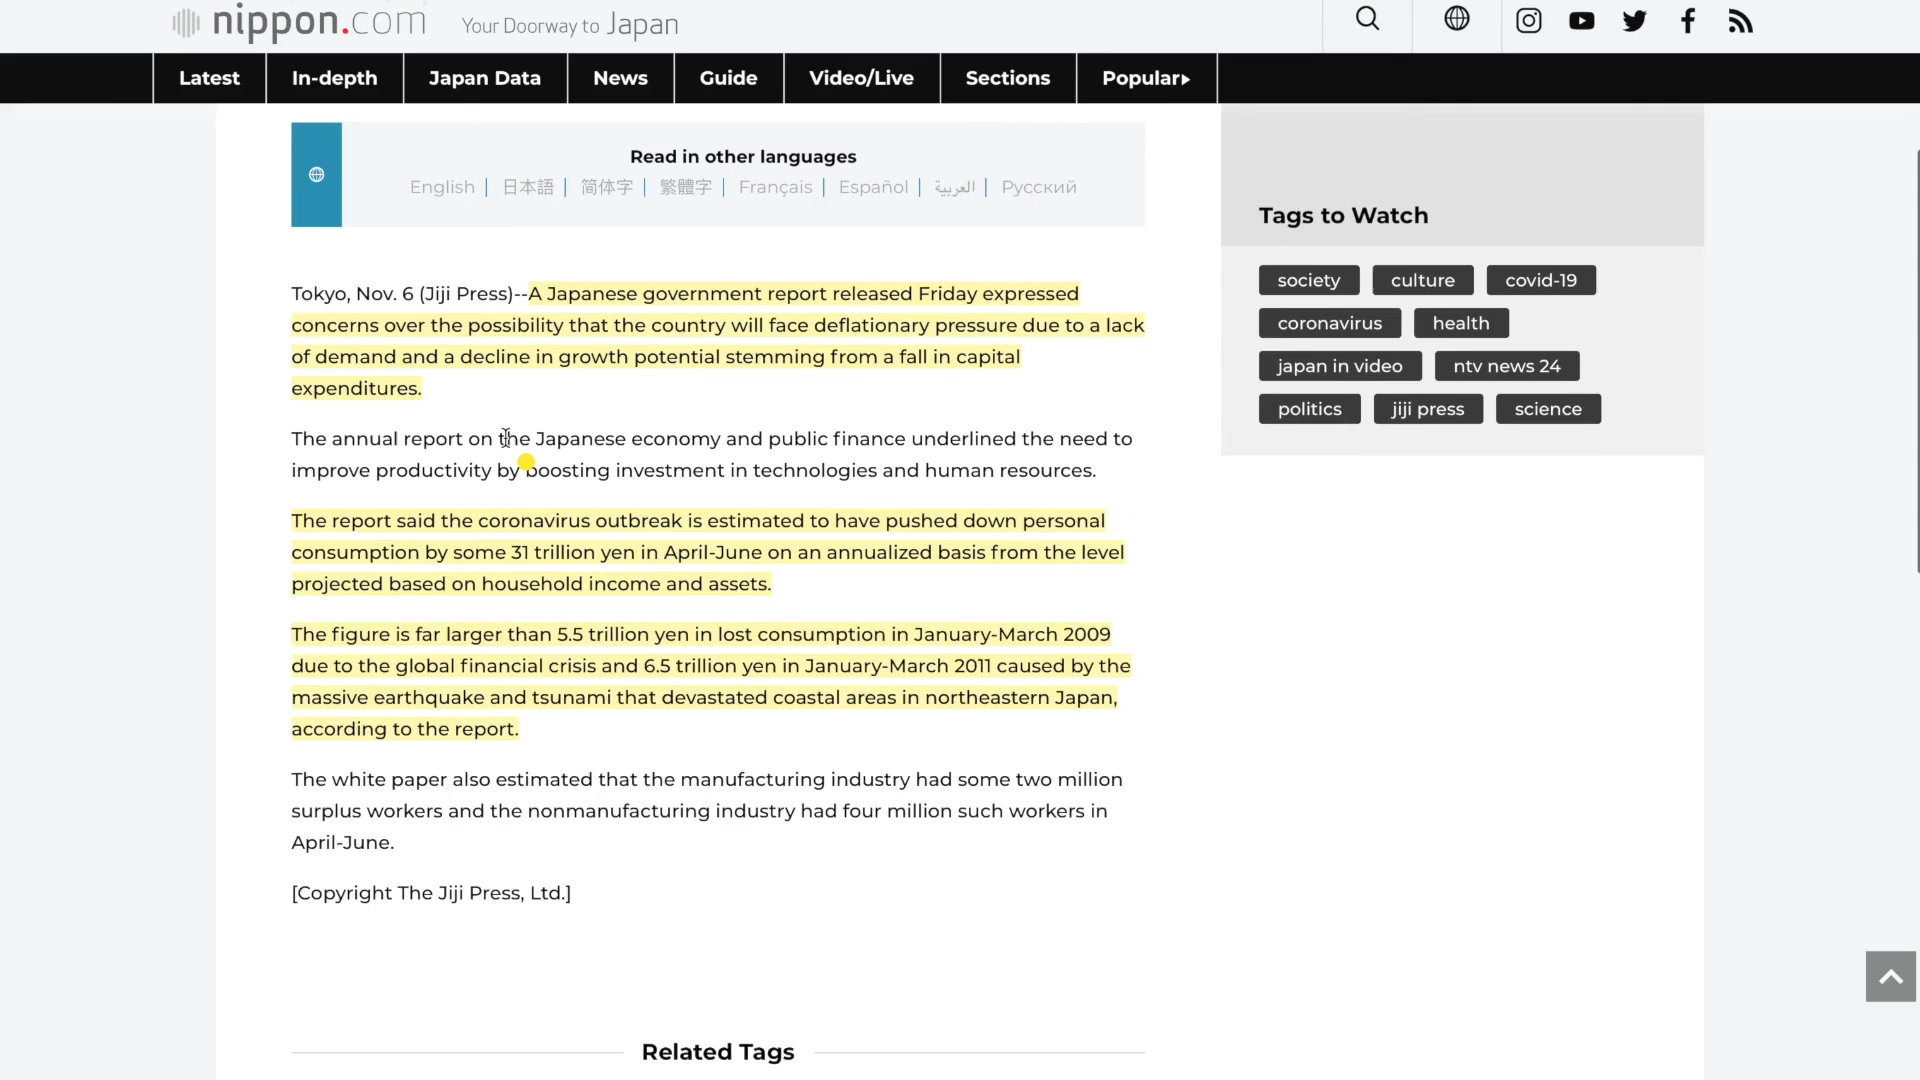 nippon.com Your Doorway to Japan
Latest In-depth Japan Data News Guide Video/Live Sections Popular▸
Read in other languages
English | 日本語 | 简体字 | 繁體字 | Français | Español | العربية | Русский
Tokyo, Nov. 6 (Jiji Press)--A Japanese government report released Friday expressed
concerns over the possibility that the country will face deflationary pressure due to a lack
of demand and a decline in growth potential stemming from a fall in capital
expenditures.
The annual report on the Japanese economy and public finance underlined the need to
improve productivity by boosting investment in technologies and human resources.
The report said the coronavirus outbreak is estimated to have pushed down personal
consumption by some 31 trillion yen in April-June on an annualized basis from the level
projected based on household income and assets.
The figure is far larger than 5.5 trillion yen in lost consumption in January-March 2009
due to the global financial crisis and 6.5 trillion yen in January-March 2011 caused by the
massive earthquake and tsunami that devastated coastal areas in northeastern Japan,
according to the report.
The white paper also estimated that the manufacturing industry had some two million
surplus workers and the nonmanufacturing industry had four million such workers in
April-June.
[Copyright The Jiji Press, Ltd.]
Related Tags
Tags to Watch
society culture covid-19
coronavirus health
japan in video ntv news 24
politics jiji press science